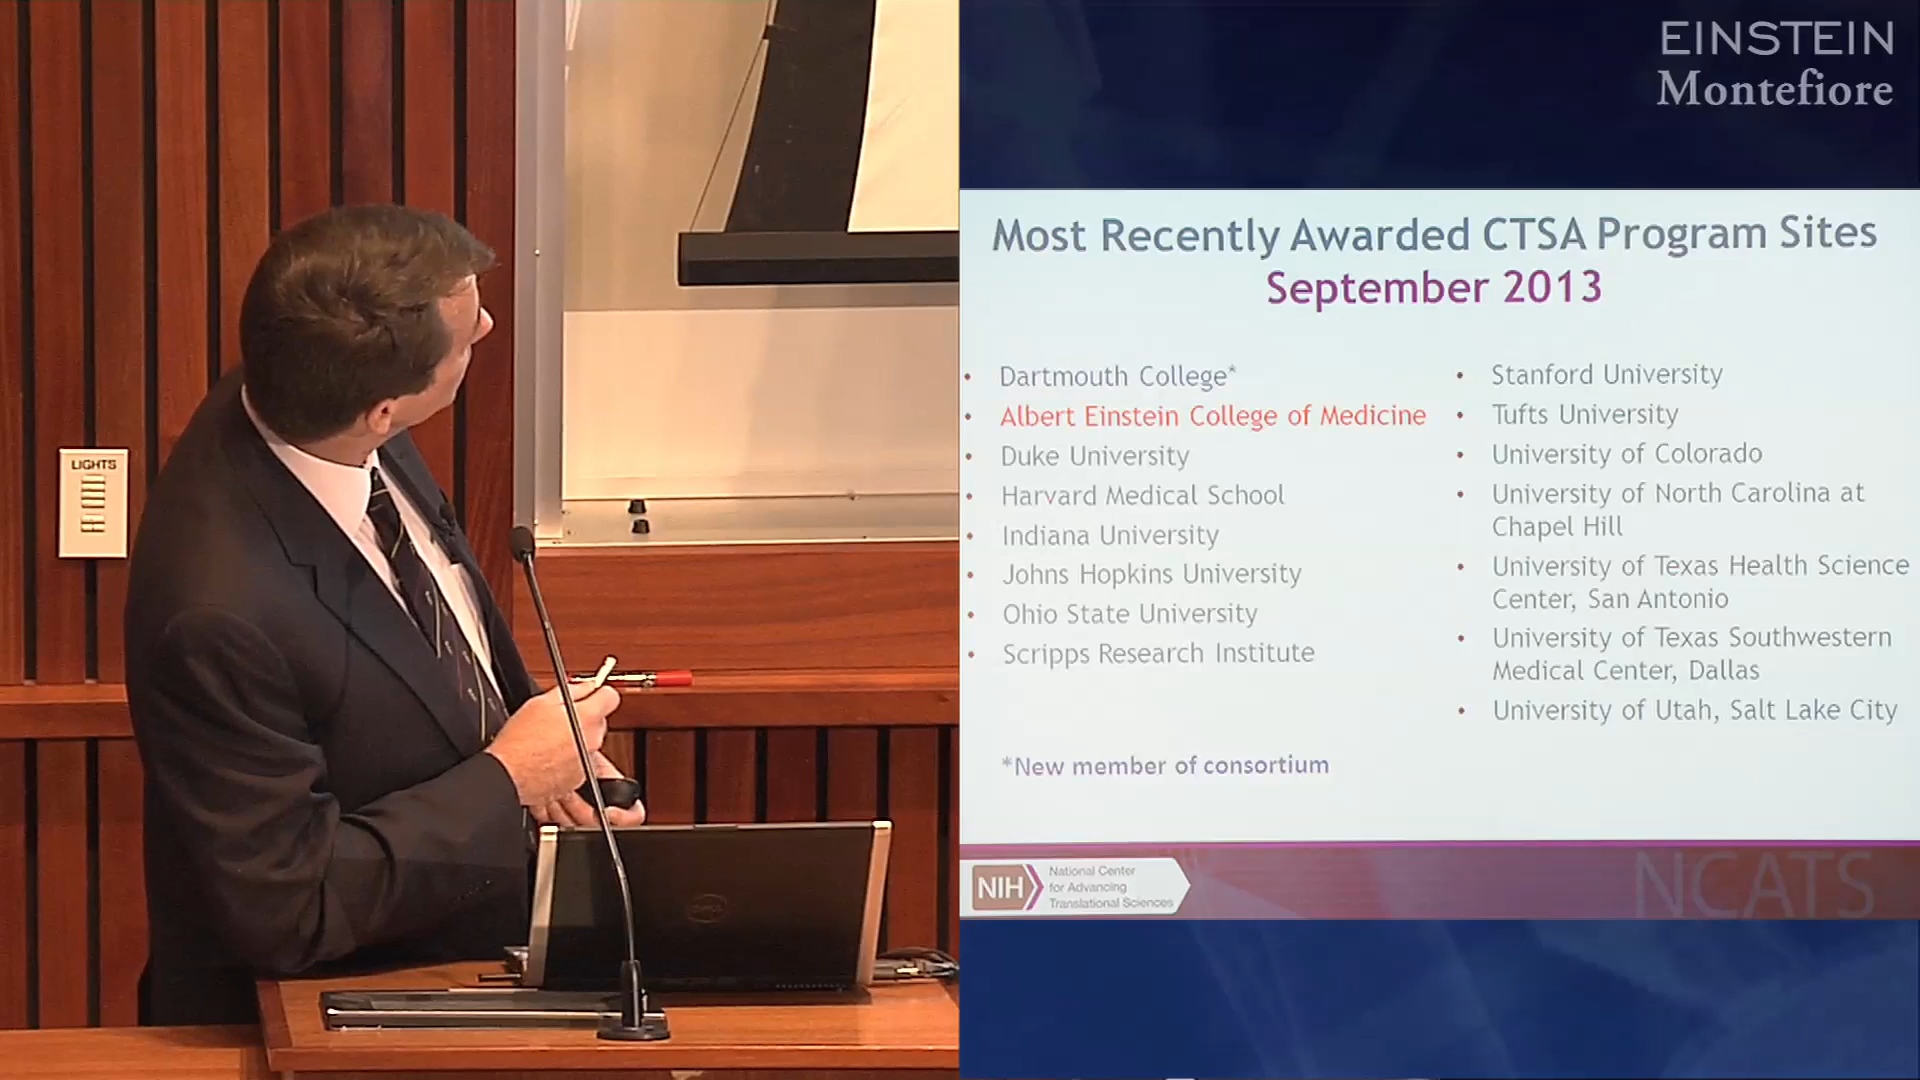 LIGHTS
EINSTEIN
Montefiore
Most Recently Awarded CTSA Program Sites
September 2013
• Dartmouth College*
• Albert Einstein College of Medicine
• Duke University
• Harvard Medical School
• Indiana University
• Johns Hopkins University
• Ohio State University
• Scripps Research Institute
*New member of consortium
• Stanford University
• Tufts University
• University of Colorado
• University of North Carolina at
Chapel Hill
• University of Texas Health Science
Center, San Antonio
• University of Texas Southwestern
Medical Center, Dallas
• University of Utah, Salt Lake City
NIH
National Center
for Advancing
Translational Sciences
NCATS
DELL